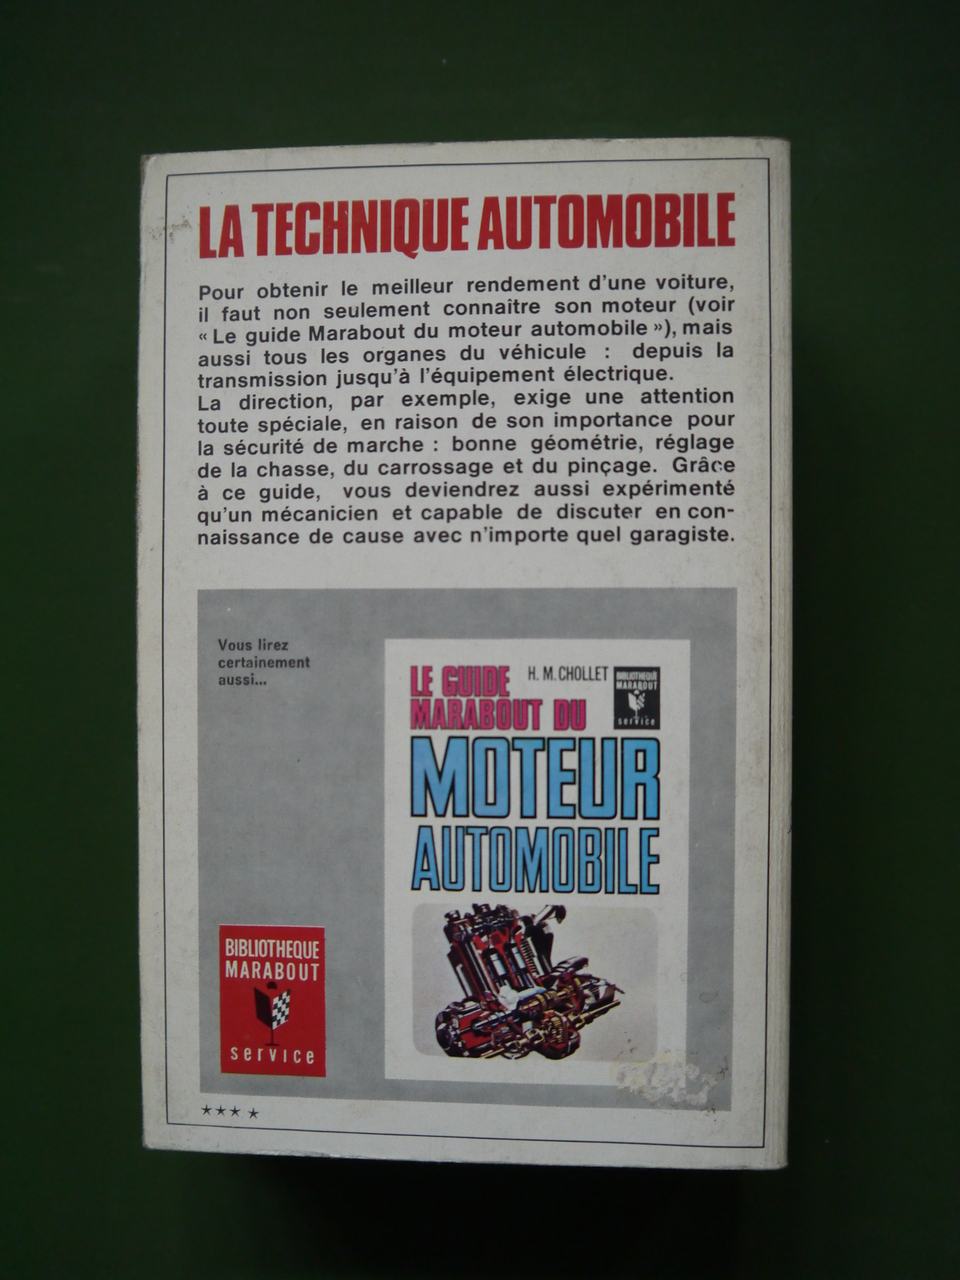 LA TECHNIQUE AUTOMOBILE
Pour obtenir le meilleur rendement d'une voiture,
il faut non seulement connaître son moteur (voir
« Le guide Marabout du moteur automobile »), mais
aussi tous les organes du véhicule : depuis la
transmission jusqu'à l'équipement électrique.
La direction, par exemple, exige une attention
toute spéciale, en raison de son importance pour
la sécurité de marche : bonne géométrie, réglage
de la chasse, du carrossage et du pinçage. Grâce
à ce guide, vous deviendrez aussi expérimenté
qu'un mécanicien et capable de discuter en con-
naissance de cause avec n'importe quel garagiste.
Vous lirez
certainement
aussi...
LE GUIDE
MARABOUT DU
H. M. CHOLLET
BIBLIOTHEQUE
MARABOUT
service
MOTEUR
AUTOMOBILE
BIBLIOTHEQUE
MARABOUT
service
★★★★